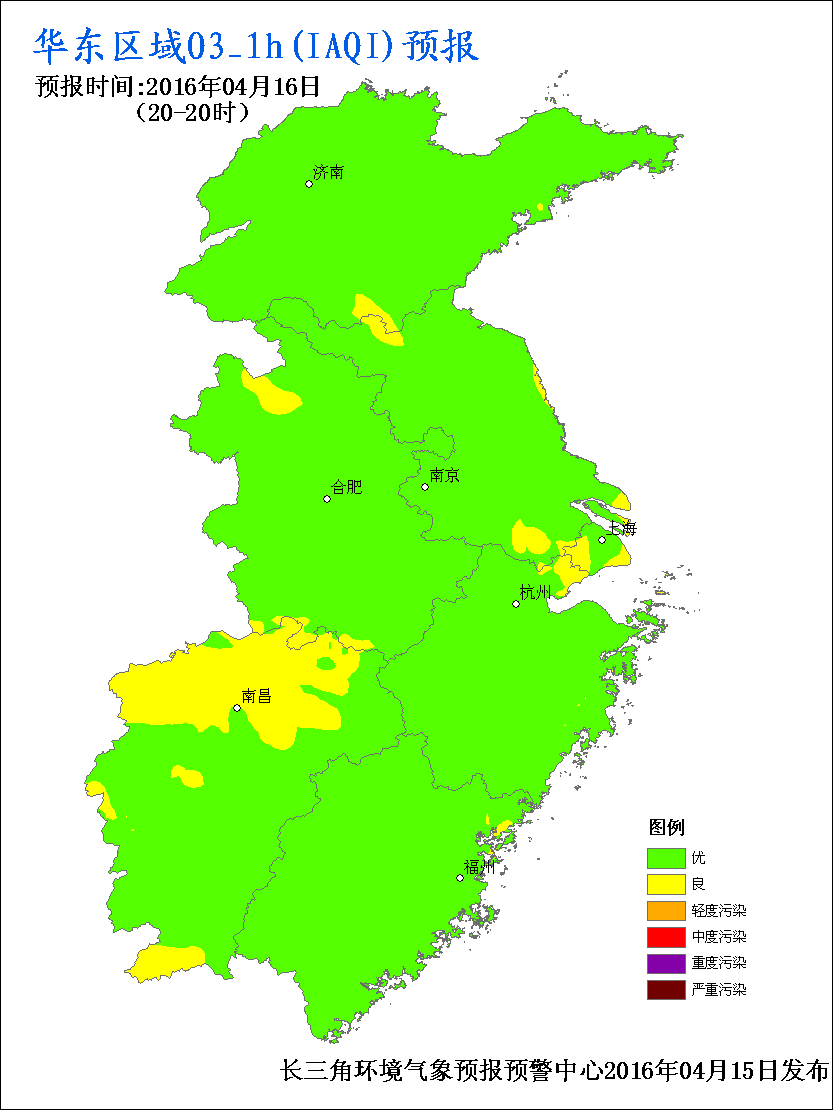 华东区域O3_1h(IAQI)预报
预报时间:2016年04月16日
(20-20时)
济南
南京
合肥
上海
杭州
南昌
福州
图例
优
良
轻度污染
中度污染
重度污染
严重污染
长三角环境气象预报预警中心2016年04月15日发布